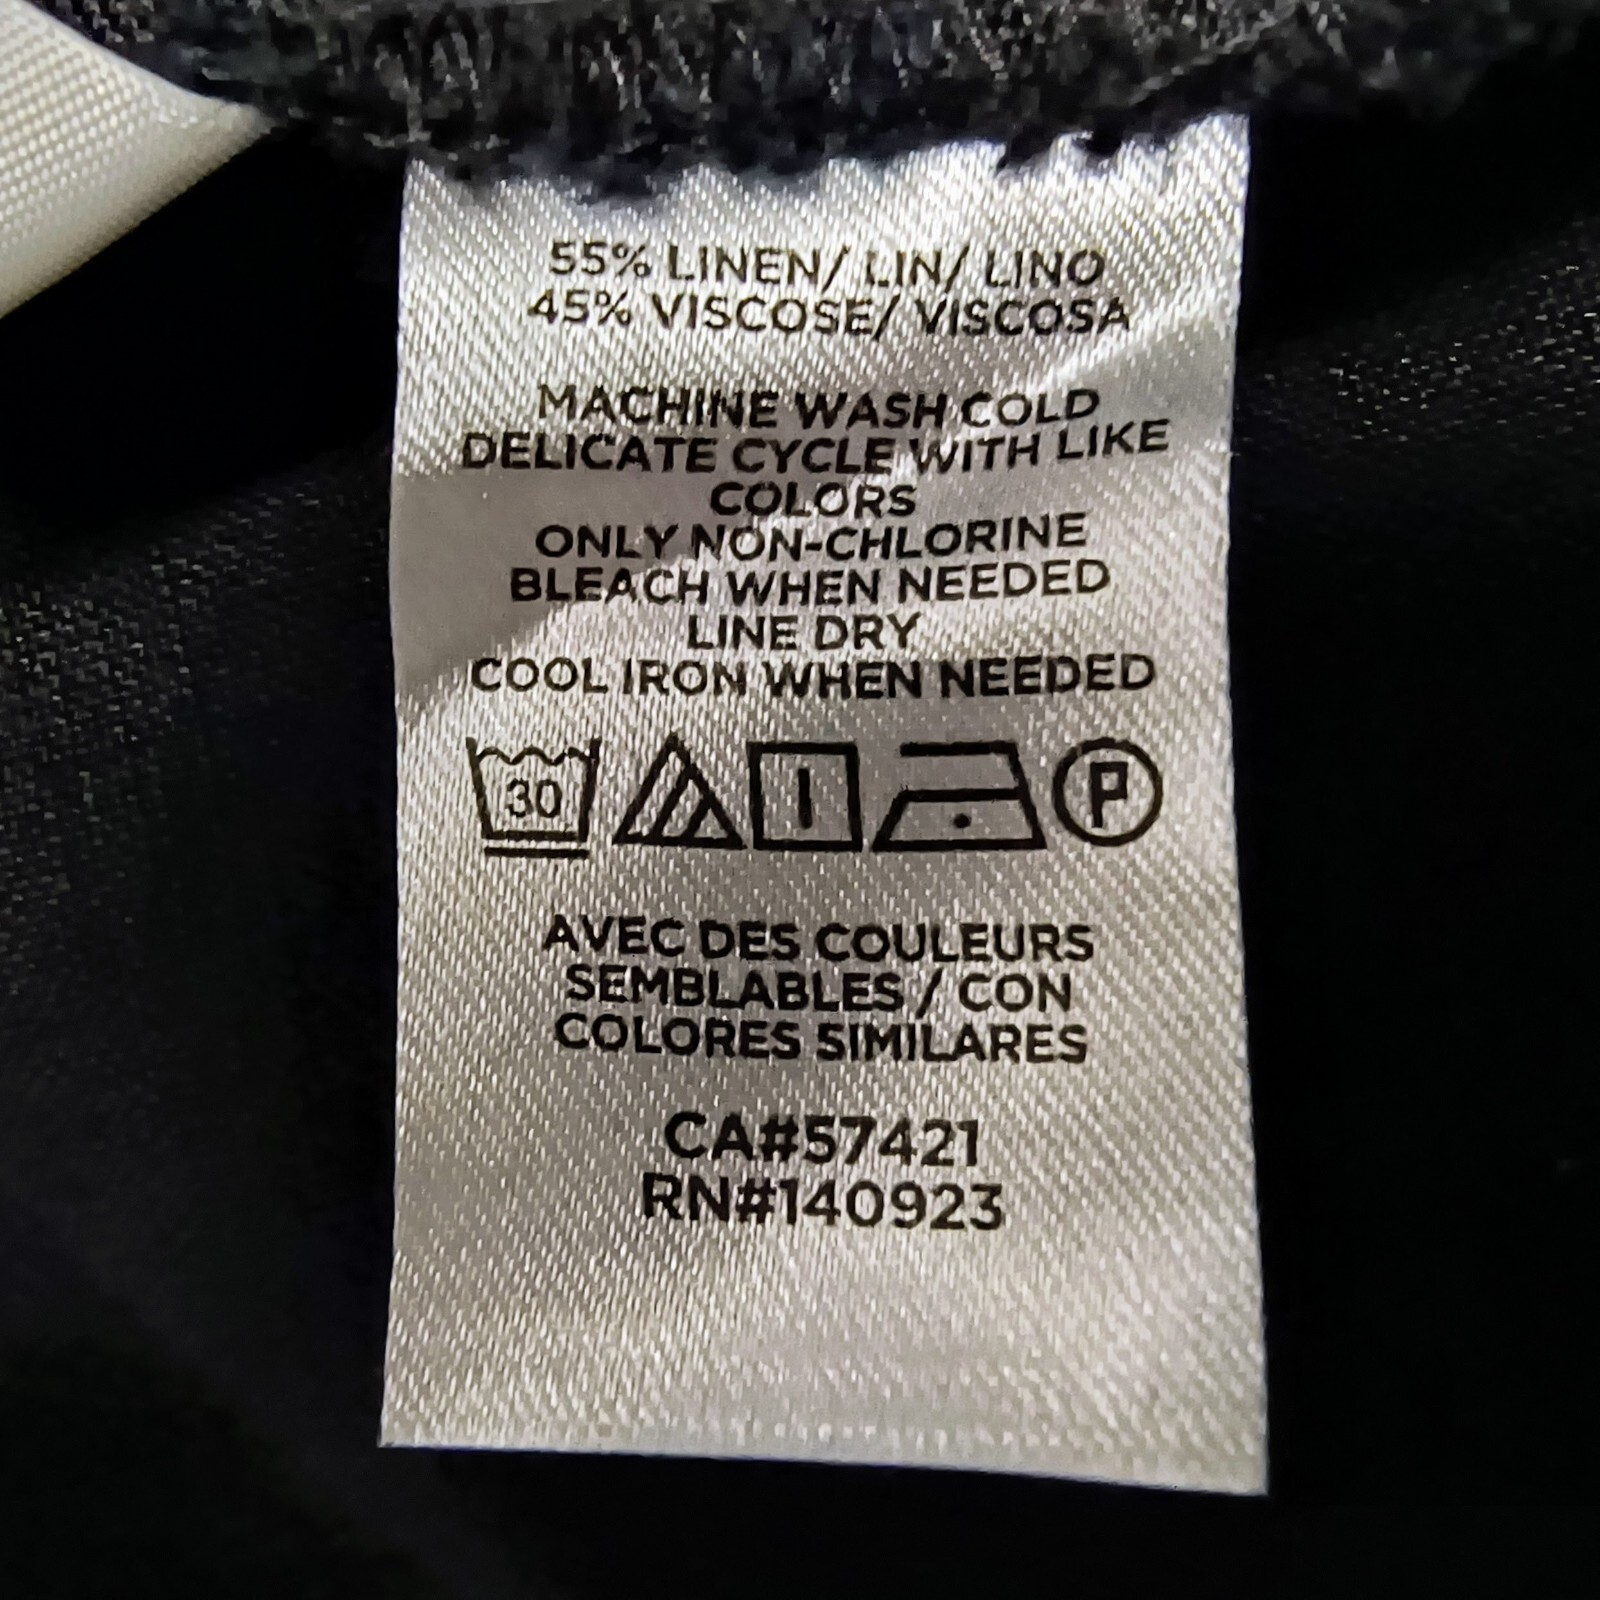 55% LINEN/ LIN/ LINO
45% VISCOSE/ VISCOSA
MACHINE WASH COLD
DELICATE CYCLE WITH LIKE
COLORS
ONLY NON-CHLORINE
BLEACH WHEN NEEDED
LINE DRY
COOL IRON WHEN NEEDED
30 P
AVEC DES COULEURS
SEMBLABLES / CON
COLORES SIMILARES
CA#57421
RN#140923